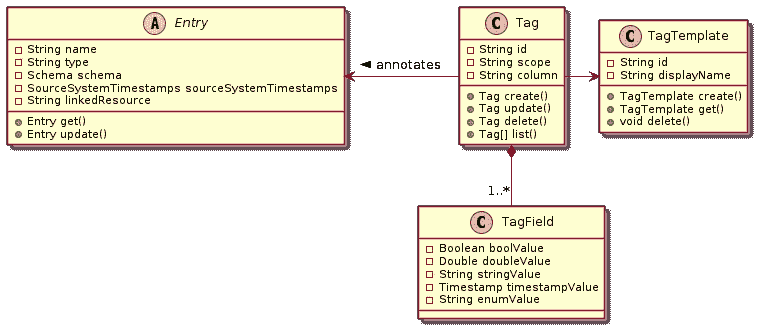 A Entry
String name
String type
Schema schema
SourceSystemTimestamps sourceSystemTimestamps
String linkedResource
Entry get()
Entry update()
annotates
C Tag
String id
String scope
String column
Tag create()
Tag update()
Tag delete()
Tag[] list()
C TagTemplate
String id
String displayName
TagTemplate create()
TagTemplate get()
void delete()
1..*
C TagField
Boolean boolValue
Double doubleValue
String stringValue
Timestamp timestampValue
String enumValue